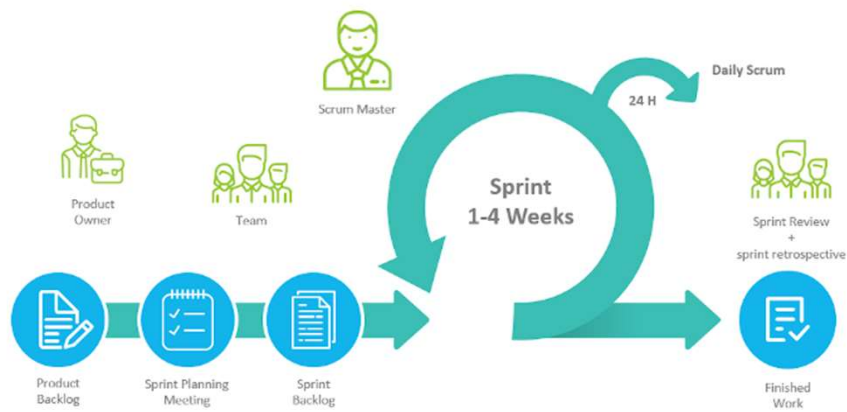 Scrum Master
Daily Scrum
24 H
Product
Owner
Team
Sprint
1-4 Weeks
Sprint Review
+
sprint retrospective
Product
Backlog
Sprint Planning
Meeting
Sprint
Backlog
Finished
Work